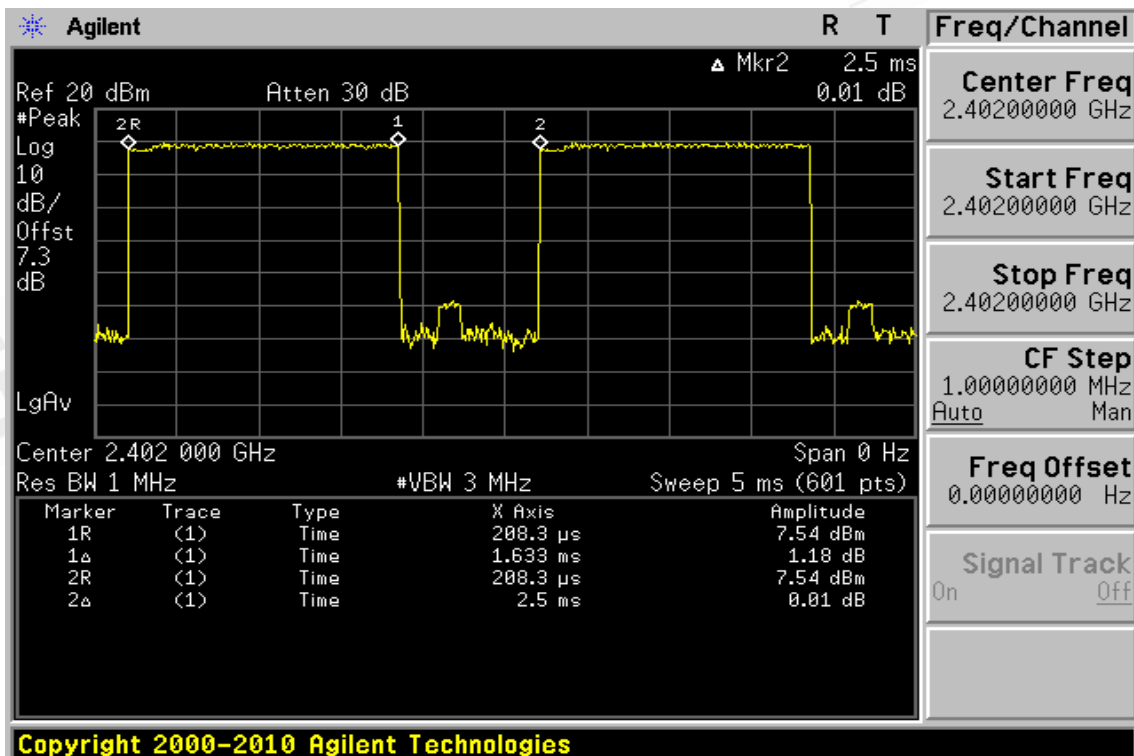 Agilent R T
▵ Mkr2 2.5 ms
Ref 20 dBm Atten 30 dB 0.01 dB
#Peak
Log
10
dB/
Offst
7.3
dB
LgAv
2R 1 2
Center 2.402 000 GHz Span 0 Hz
Res BW 1 MHz #VBW 3 MHz Sweep 5 ms (601 pts)
Marker Trace Type X Axis Amplitude
1R (1) Time 208.3 µs 7.54 dBm
1▵ (1) Time 1.633 ms 1.18 dB
2R (1) Time 208.3 µs 7.54 dBm
2▵ (1) Time 2.5 ms 0.01 dB
Freq/Channel
Center Freq
2.40200000 GHz
Start Freq
2.40200000 GHz
Stop Freq
2.40200000 GHz
CF Step
1.00000000 MHz
Auto Man
Freq Offset
0.00000000 Hz
Signal Track
On Off
Copyright 2000-2010 Agilent Technologies